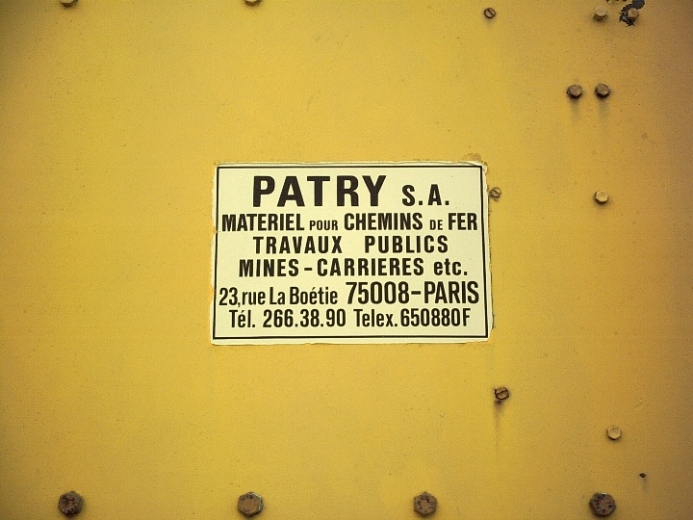 PATRY S.A.
MATERIEL POUR CHEMINS DE FER
TRAVAUX PUBLICS
MINES-CARRIERES etc.
23,rue La Boétie 75008-PARIS
Tél. 266.38.90 Telex.650880F